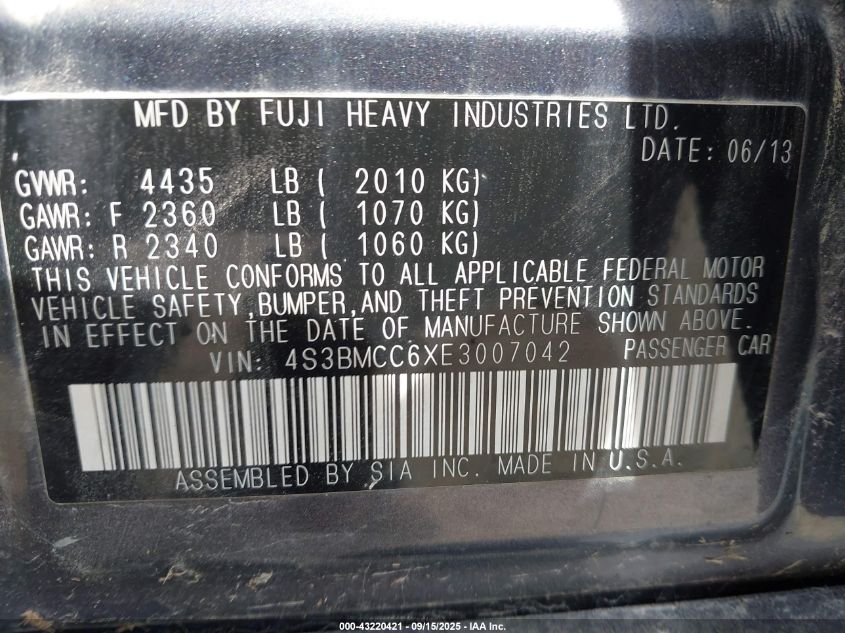 MFD BY FUJI HEAVY INDUSTRIES LTD.
DATE: 06/13
GVWR: 4435 LB ( 2010 KG)
GAWR: F 2360 LB ( 1070 KG)
GAWR: R 2340 LB ( 1060 KG)
THIS VEHICLE CONFORMS TO ALL APPLICABLE FEDERAL MOTOR
VEHICLE SAFETY,BUMPER,AND THEFT PREVENTION STANDARDS
IN EFFECT ON THE DATE OF MANUFACTURE SHOWN ABOVE.
VIN: 4S3BMCC6XE3007042 PASSENGER CAR
ASSEMBLED BY SIA INC. MADE IN U.S.A.
000-43220421 - 09/15/2025 - IAA Inc.